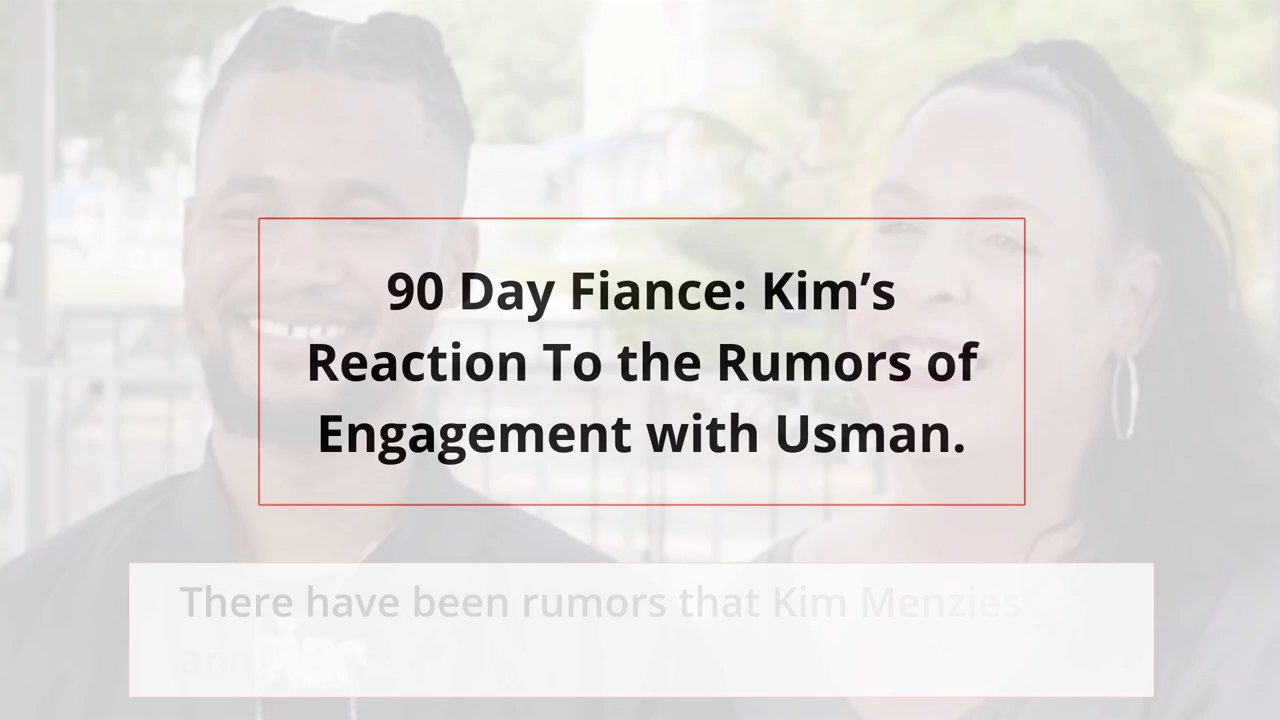 90 Day Fiance: Kim’s
Reaction To the Rumors of
Engagement with Usman.
There have been rumors that Kim Menzies
and